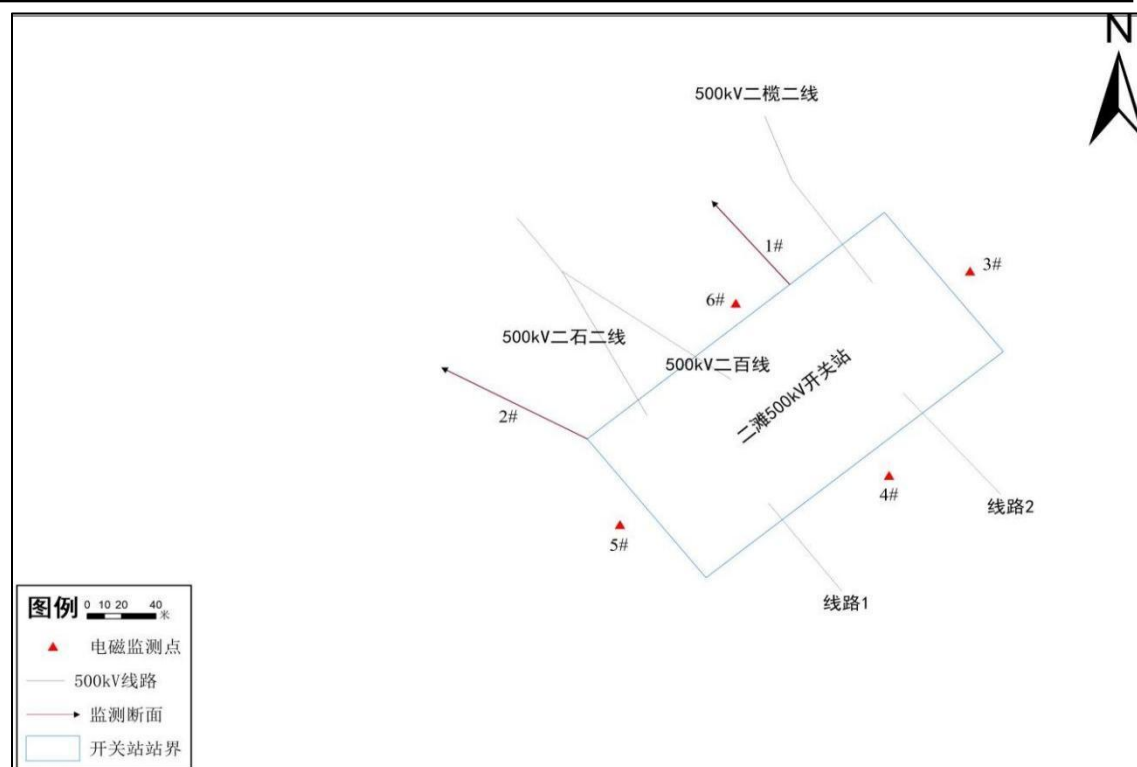 N
500kV二榄二线
1#
3#
6#
500kV二石二线
500kV二百线
二滩500kV开关站
2#
4#
线路2
5#
线路1
图例 0 10 20 40 米
电磁监测点
500kV线路
监测断面
开关站站界